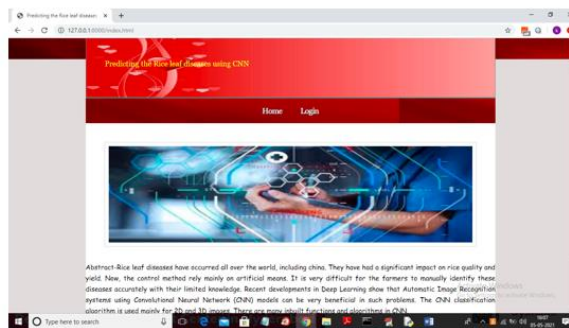 Predicting the Rice leaf diseases
127.0.0.1:8000/index.html
Predicting the Rice leaf diseases using CNN
Home Login
Abstract-Rice leaf diseases have occurred all over the world, including china. They have had a significant impact on rice quality and
yield. Now, the control method rely mainly on artificial means. It is very difficult for the farmers to manually identify these
diseases accurately with their limited knowledge. Recent developments in Deep Learning show that Automatic Image Recognition
systems using Convolutional Neural Network (CNN) models can be very beneficial in such problems. The CNN classification
algorithm is used mainly for 2D and 3D images. There are many inbuilt functions and algorithms in CNN.
Type here to search
05-05-2021